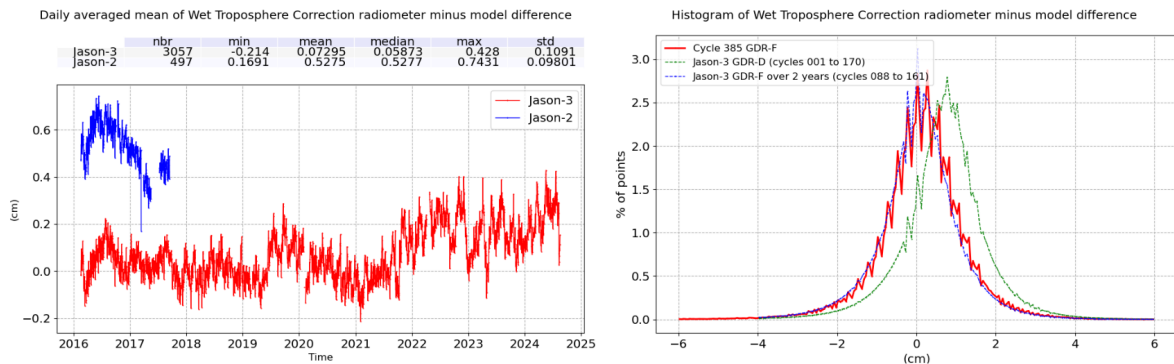 Daily averaged mean of Wet Troposphere Correction radiometer minus model difference
nbr min mean median max std
Jason-3 3057 -0.214 0.07295 0.05873 0.428 0.1091
Jason-2 497 0.1691 0.5275 0.5277 0.7431 0.09801
Jason-3
Jason-2
0.6
0.4
0.2
0.0
−0.2
(cm)
2016 2017 2018 2019 2020 2021 2022 2023 2024 2025
Time
Histogram of Wet Troposphere Correction radiometer minus model difference
Cycle 385 GDR-F
Jason-3 GDR-D (cycles 001 to 170)
Jason-3 GDR-F over 2 years (cycles 088 to 161)
3.0
2.5
2.0
1.5
1.0
0.5
0.0
% of points
−6 −4 −2 0 2 4 6
(cm)